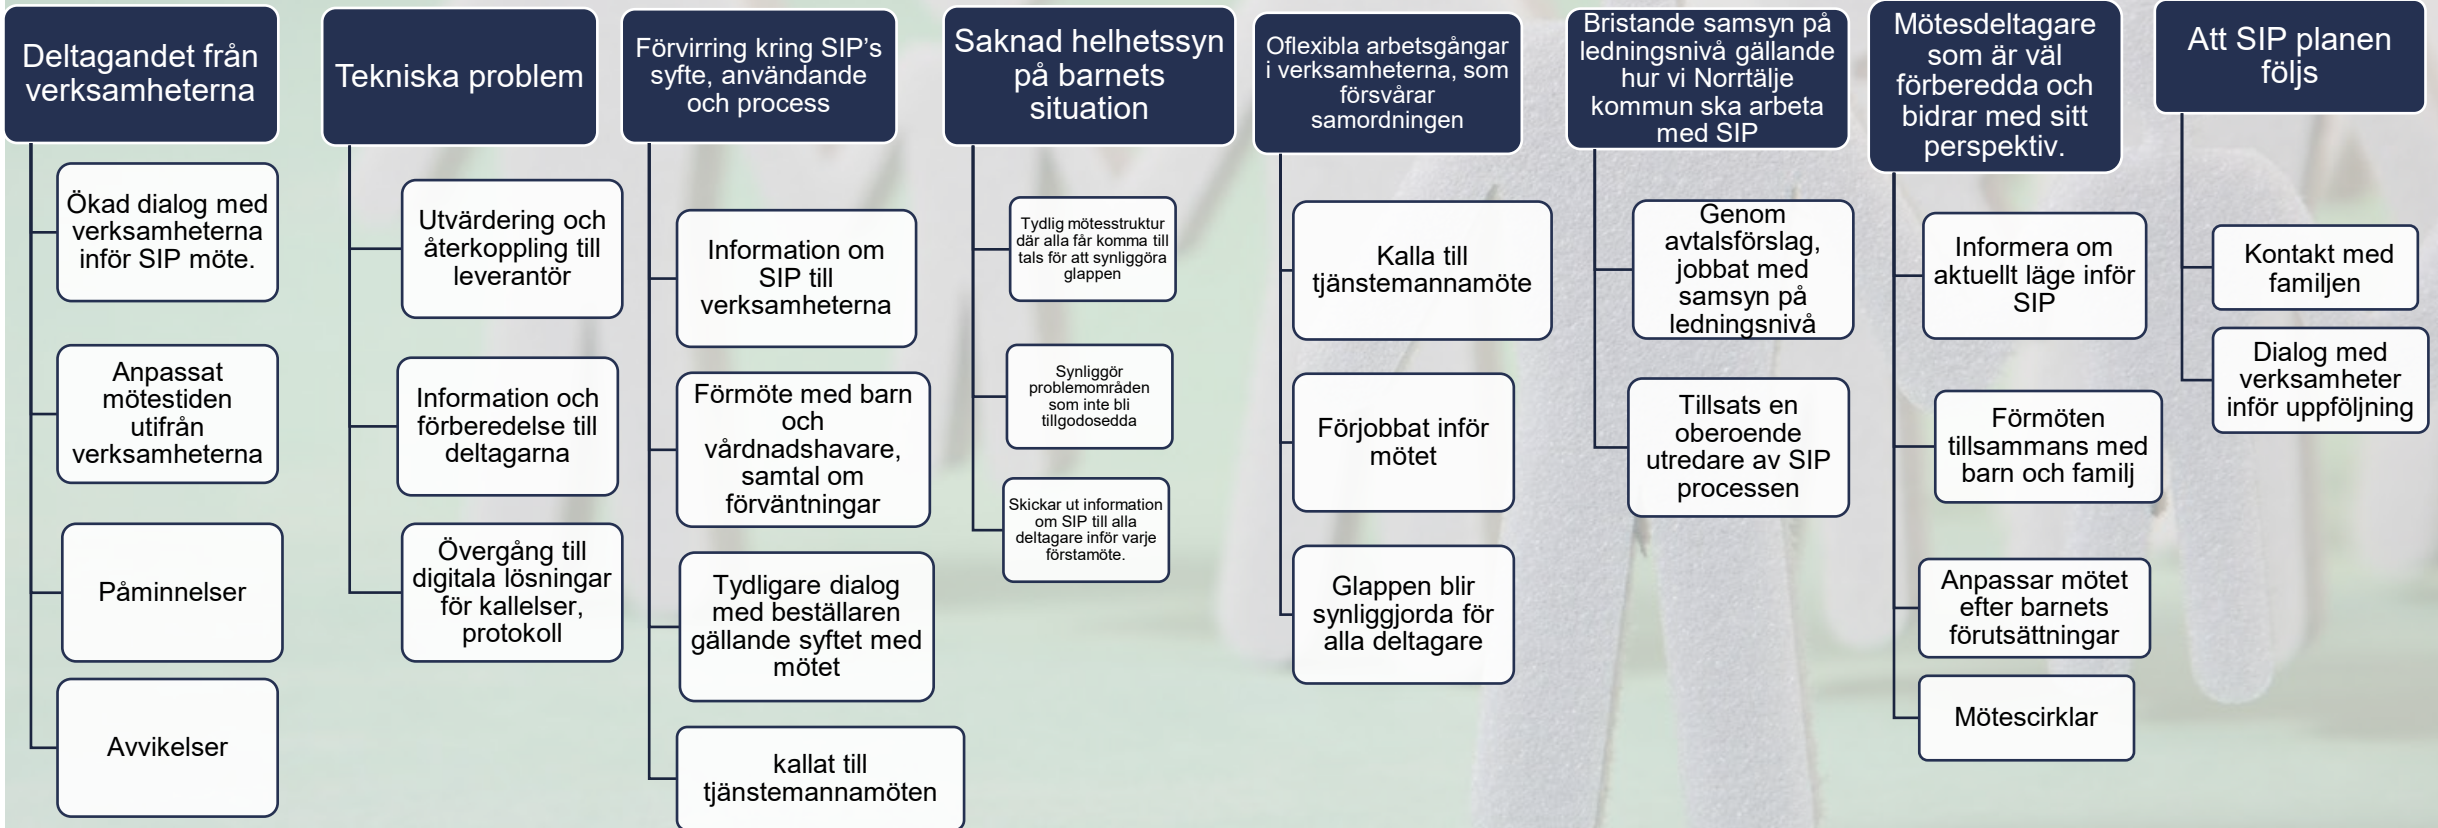 Deltagandet från
verksamheterna
Ökad dialog med
verksamheterna
inför SIP möte.
Anpassat
mötestiden
utifrån
verksamheterna
Påminnelser
Avvikelser
Tekniska problem
Utvärdering och
återkoppling till
leverantör
Information och
förberedelse till
deltagarna
Övergång till
digitala lösningar
för kallelser,
protokoll
Förvirring kring SIP’s
syfte, användande
och process
Information om
SIP till
verksamheterna
Förmöte med barn
och
vårdnadshavare,
samtal om
förväntningar
Tydligare dialog
med beställaren
gällande syftet med
mötet
kallat till
tjänstemannamöten
Saknad helhetssyn
på barnets
situation
Tydlig mötesstruktur
där alla får komma till
tals för att synliggöra
glappen
Synliggör
problemområden
som inte bli
tillgodosedda
Skickar ut information
om SIP till alla
deltagare inför varje
förstamöte.
Oflexibla arbetsgångar
i verksamheterna, som
försvårar
samordningen
Kalla till
tjänstemannamöte
Förjobbat inför
mötet
Glappen blir
synliggjorda för
alla deltagare
Bristande samsyn på
ledningsnivå gällande
hur vi Norrtälje
kommun ska arbeta
med SIP
Genom
avtalsförslag,
jobbat med
samsyn på
ledningsnivå
Tillsats en
oberoende
utredare av SIP
processen
Mötesdeltagare
som är väl
förberedda och
bidrar med sitt
perspektiv.
Informera om
aktuellt läge inför
SIP
Förmöten
tillsammans med
barn och familj
Anpassar mötet
efter barnets
förutsättningar
Mötescirklar
Att SIP planen
följs
Kontakt med
familjen
Dialog med
verksamheter
inför uppföljning